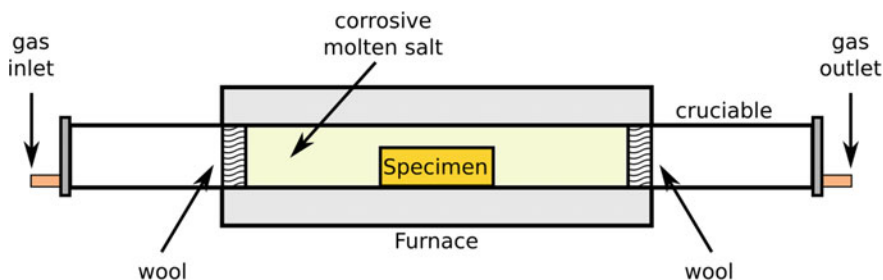 gas
inlet
corrosive
molten salt
gas
outlet
cruciable
Specimen
Furnace
wool
wool